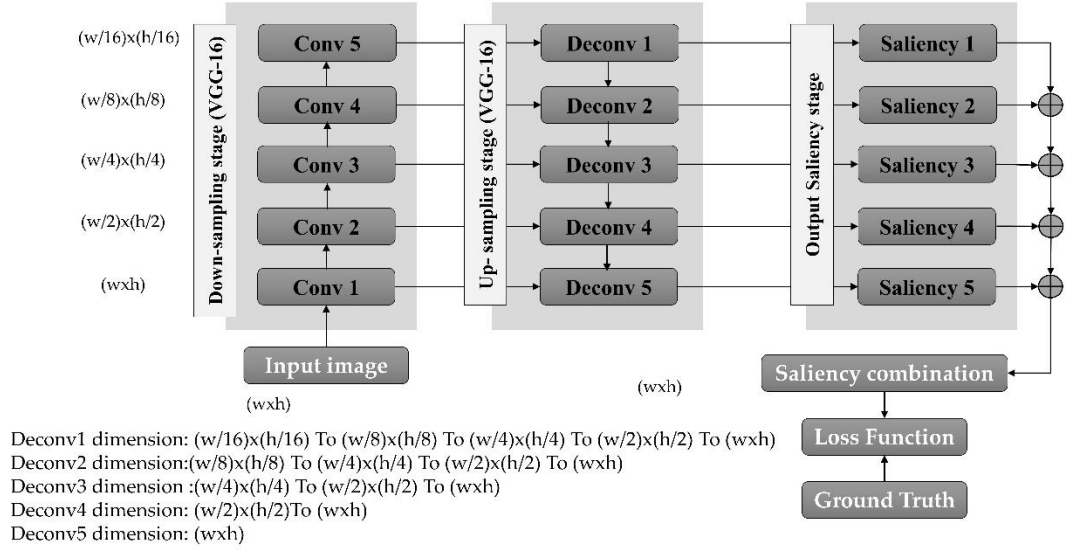 (w/16)x(h/16)
(w/8)x(h/8)
(w/4)x(h/4)
(w/2)x(h/2)
(wxh)
Down-sampling stage (VGG-16)
Conv 5
Conv 4
Conv 3
Conv 2
Conv 1
Input image
(wxh)
Up- sampling stage (VGG-16)
Deconv 1
Deconv 2
Deconv 3
Deconv 4
Deconv 5
(wxh)
Output Saliency stage
Saliency 1
Saliency 2
Saliency 3
Saliency 4
Saliency 5
Saliency combination
Loss Function
Ground Truth
Deconv1 dimension: (w/16)x(h/16) To (w/8)x(h/8) To (w/4)x(h/4) To (w/2)x(h/2) To (wxh)
Deconv2 dimension:(w/8)x(h/8) To (w/4)x(h/4) To (w/2)x(h/2) To (wxh)
Deconv3 dimension :(w/4)x(h/4) To (w/2)x(h/2) To (wxh)
Deconv4 dimension: (w/2)x(h/2)To (wxh)
Deconv5 dimension: (wxh)